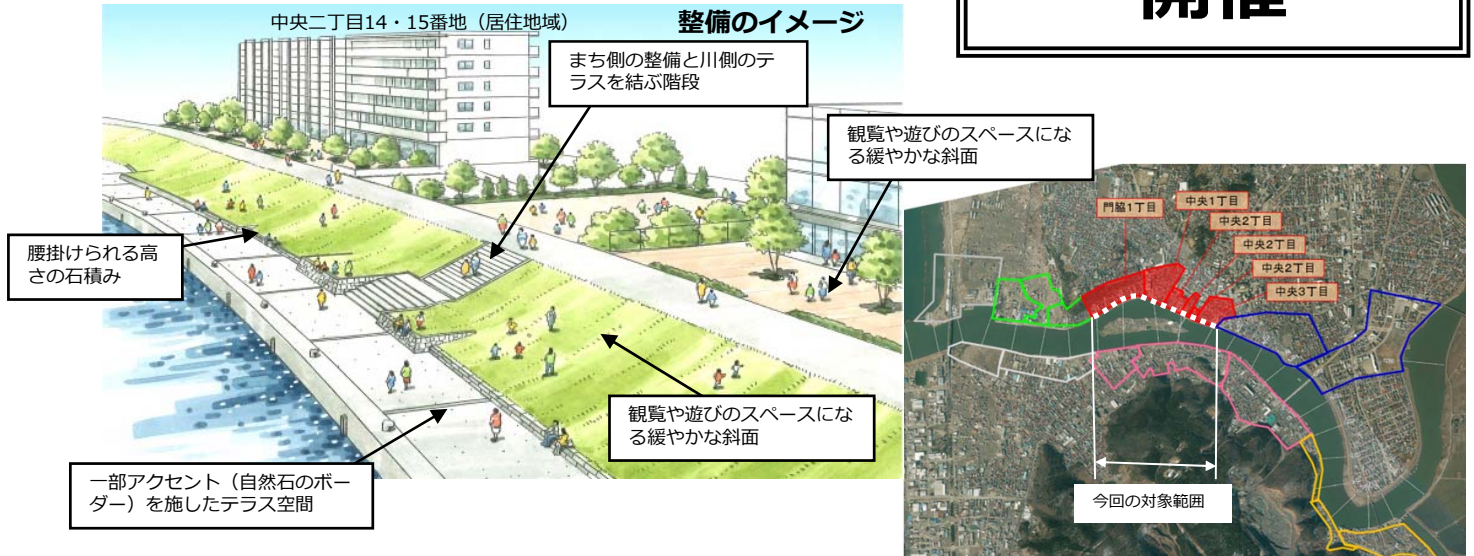 開催
中央二丁目14・15番地（居住地域）
整備のイメージ
まち側の整備と川側のテ
ラスを結ぶ階段
観覧や遊びのスペースにな
る緩やかな斜面
腰掛けられる高
さの石積み
観覧や遊びのスペースにな
る緩やかな斜面
一部アクセント（自然石のボー
ダー）を施したテラス空間
門脇1丁目
中央1丁目
中央2丁目
中央2丁目
中央2丁目
中央3丁目
今回の対象範囲